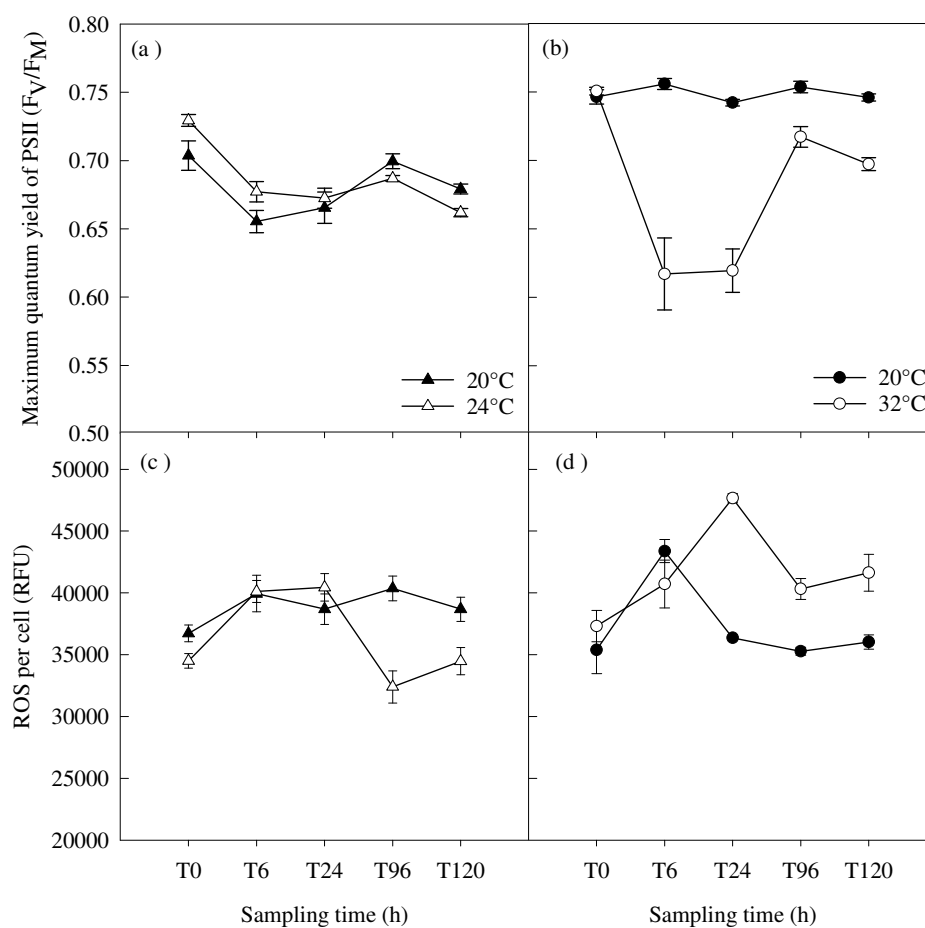 Maximum quantum yield of PSII (FV/FM)
0.80
0.75
0.70
0.65
0.60
0.55
0.50
(a )
20°C
24°C
(b)
20°C
32°C
ROS per cell (RFU)
50000
45000
40000
35000
30000
25000
20000
(c )
(d )
T0 T6 T24 T96 T120
T0 T6 T24 T96 T120
Sampling time (h)
Sampling time (h)